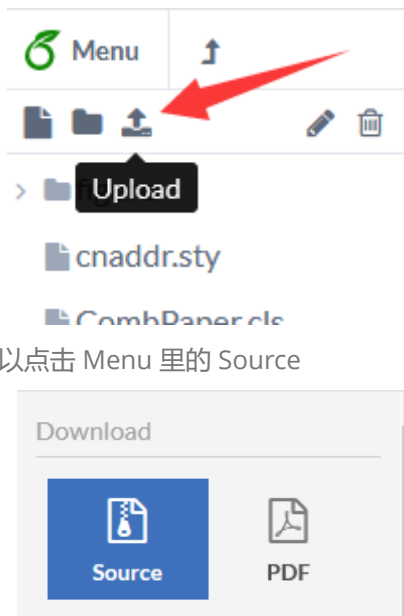 Menu
Upload
cnaddr.sty
CombPaper.cls
以点击 Menu 里的 Source
Download
Source
PDF